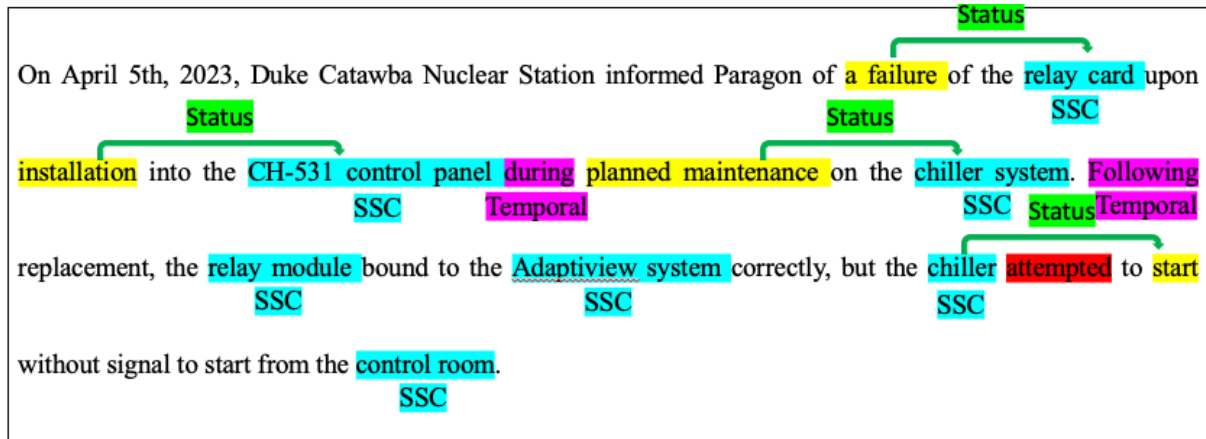 Status
On April 5th, 2023, Duke Catawba Nuclear Station informed Paragon of a failure of the relay card upon
Status Status SSC
installation into the CH-531 control panel during planned maintenance on the chiller system. Following
SSC Temporal SSC Status Temporal
replacement, the relay module bound to the Adaptiview system correctly, but the chiller attempted to start
SSC SSC SSC
without signal to start from the control room.
SSC